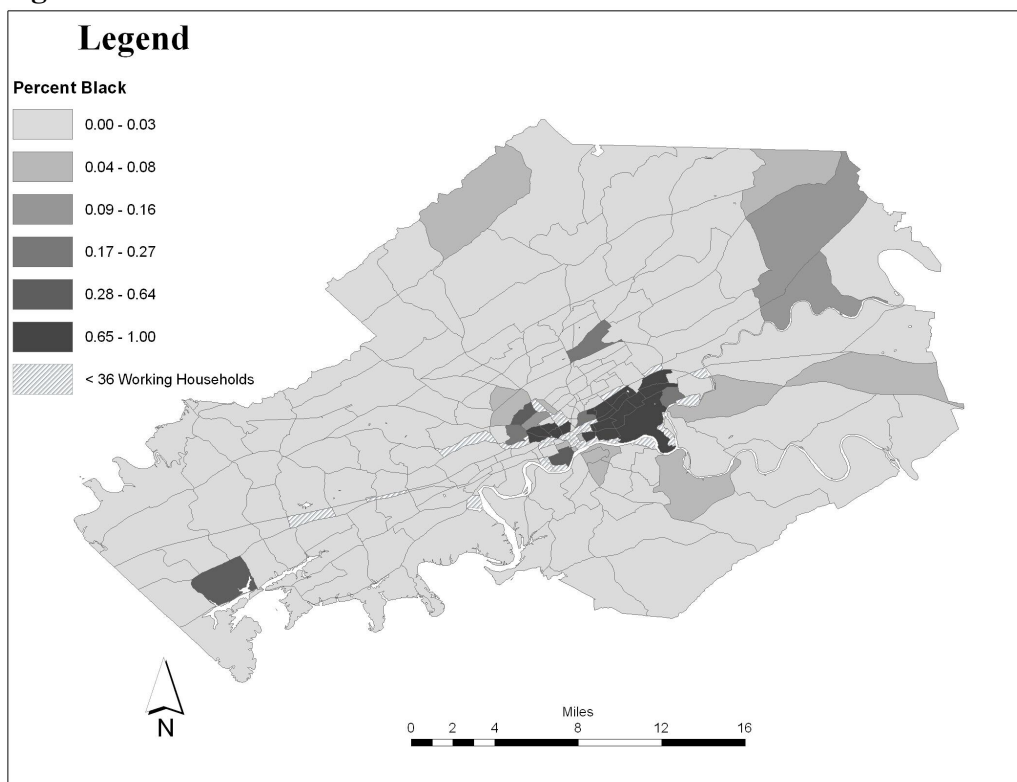 Legend
Percent Black
0.00 - 0.03
0.04 - 0.08
0.09 - 0.16
0.17 - 0.27
0.28 - 0.64
0.65 - 1.00
< 36 Working Households
N
Miles
0 2 4 8 12 16